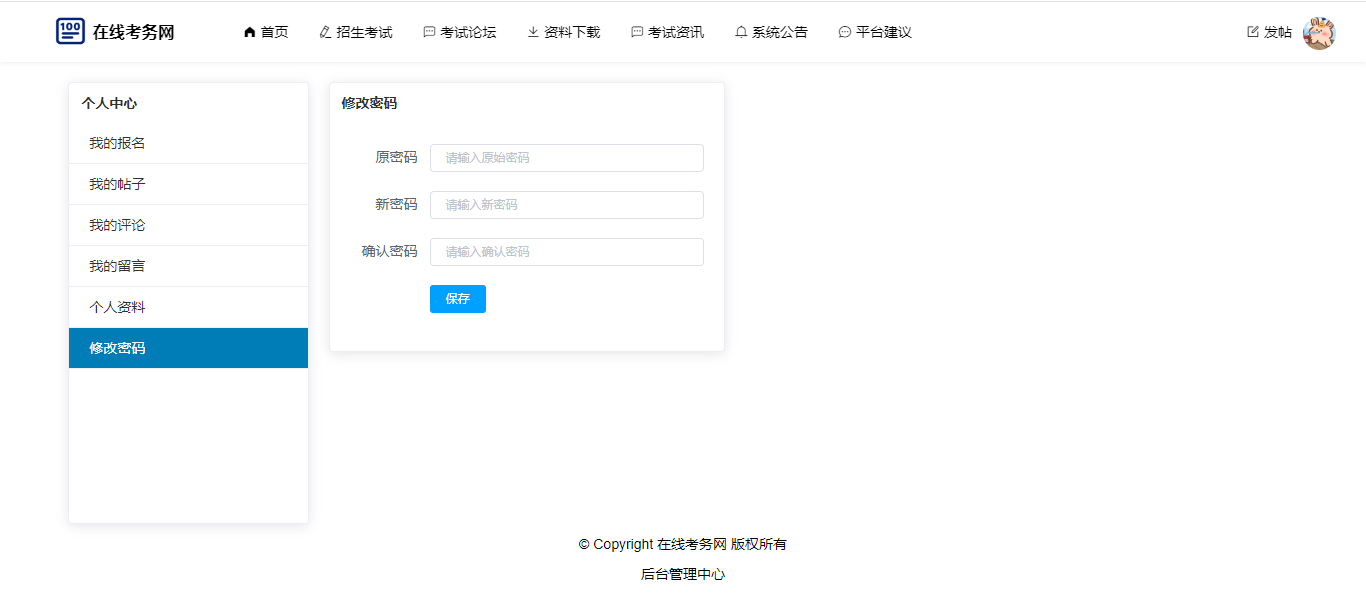 100 在线考务网 首页 招生考试 考试论坛 资料下载 考试资讯 系统公告 平台建议 发帖
个人中心
我的报名
我的帖子
我的评论
我的留言
个人资料
修改密码
修改密码
原密码 请输入原始密码
新密码 请输入新密码
确认密码 请输入确认密码
保存
© Copyright 在线考务网 版权所有
后台管理中心